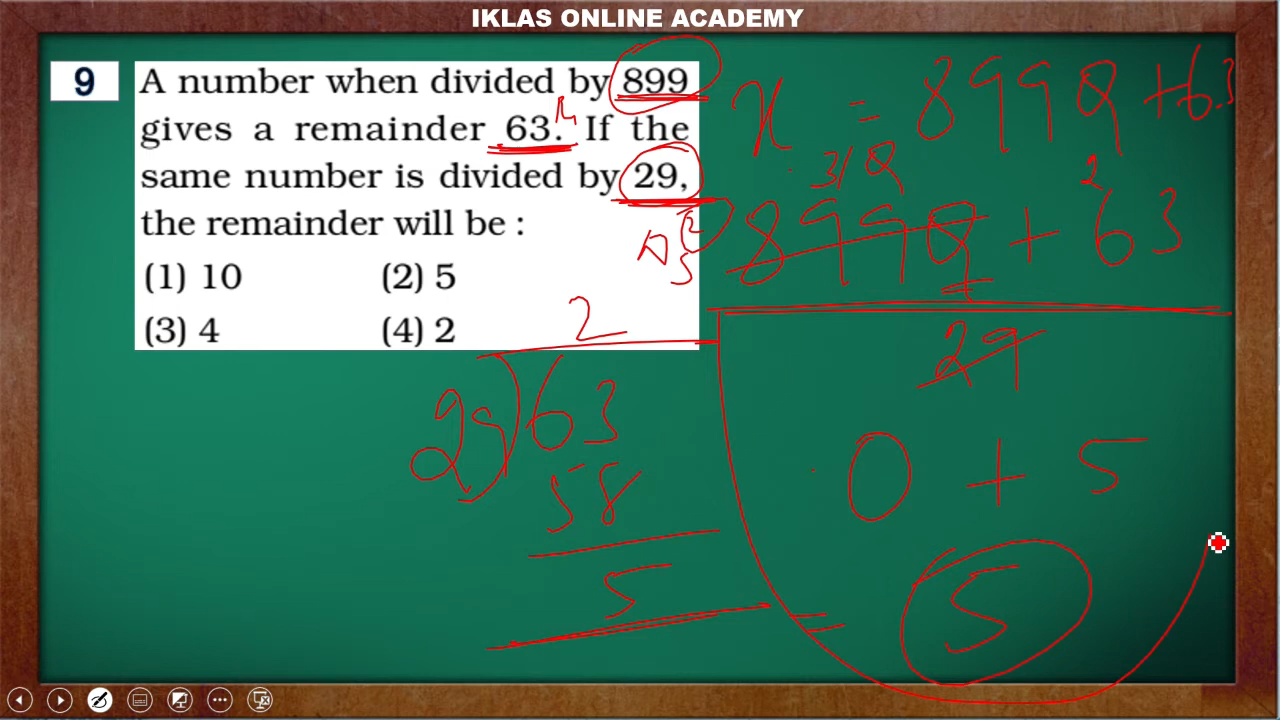 IKLAS ONLINE ACADEMY
9
A number when divided by 899
gives a remainder 63. If the
same number is divided by 29,
the remainder will be :
(1) 10 (2) 5
(3) 4 (4) 2
x = 899Q + 63
31Q 2
899Q + 63
29
0 + 5
= 5
2
29) 63
58
5